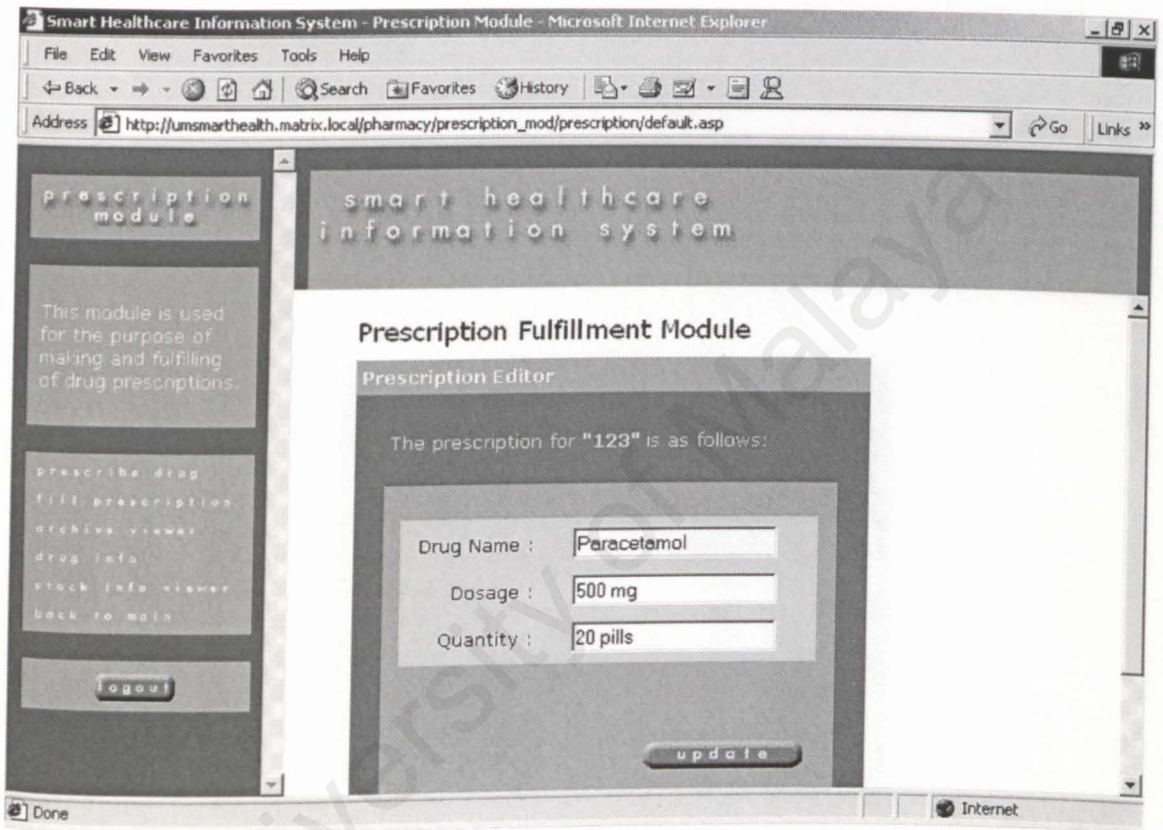 Smart Healthcare Information System - Prescription Module - Microsoft Internet Explorer
File Edit View Favorites Tools Help
Back Search Favorites History
Address http://umsmarthealth.matrix.local/pharmacy/prescription_mod/prescription/default.asp Go Links »
prescription
module
This module is used
for the purpose of
making and fulfilling
of drug prescriptions.
prescribe drug
fill prescription
archive viewer
drug info
stock info viewer
back to main
logout
smart healthcare
information system
Prescription Fulfillment Module
Prescription Editor
The prescription for "123" is as follows:
Drug Name : Paracetamol
Dosage : 500 mg
Quantity : 20 pills
update
Done Internet
University of Malaya